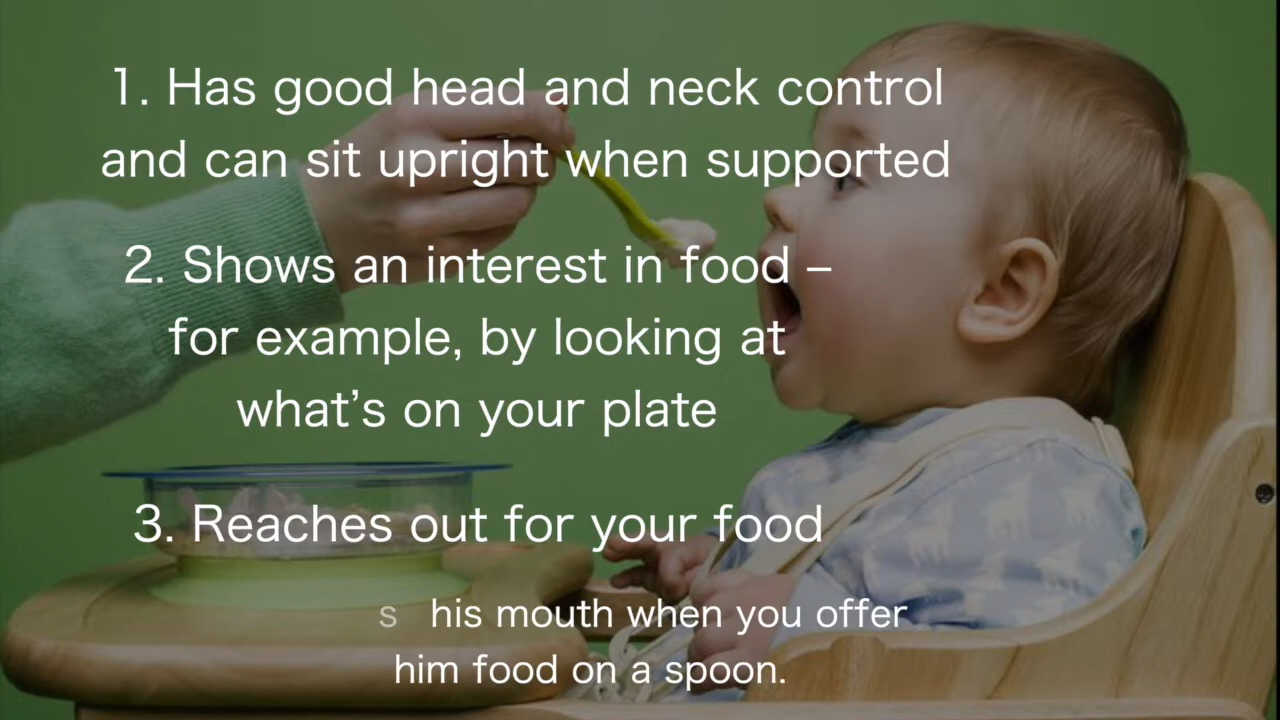 1. Has good head and neck control
and can sit upright when supported
2. Shows an interest in food –
for example, by looking at
what’s on your plate
3. Reaches out for your food
s his mouth when you offer
him food on a spoon.